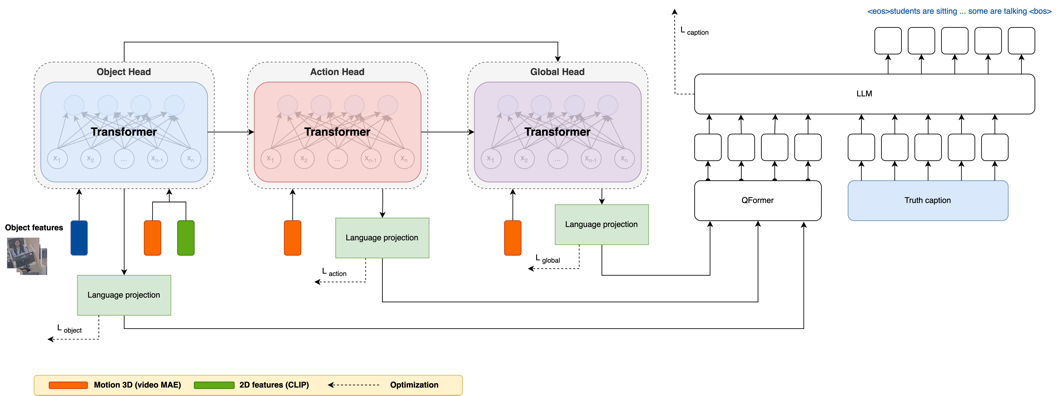 <eos>students are sitting ... some are talking <bos>
L caption
Object Head
Action Head
Global Head
LLM
Transformer
Transformer
Transformer
x1 x2 ... xn-1 xn
x1 x2 ... xn-1 xn
x1 x2 ... xn-1 xn
QFormer
Truth caption
Object features
Language projection
Language projection
Language projection
L global
L action
L object
Motion 3D (video MAE)
2D features (CLIP)
Optimization